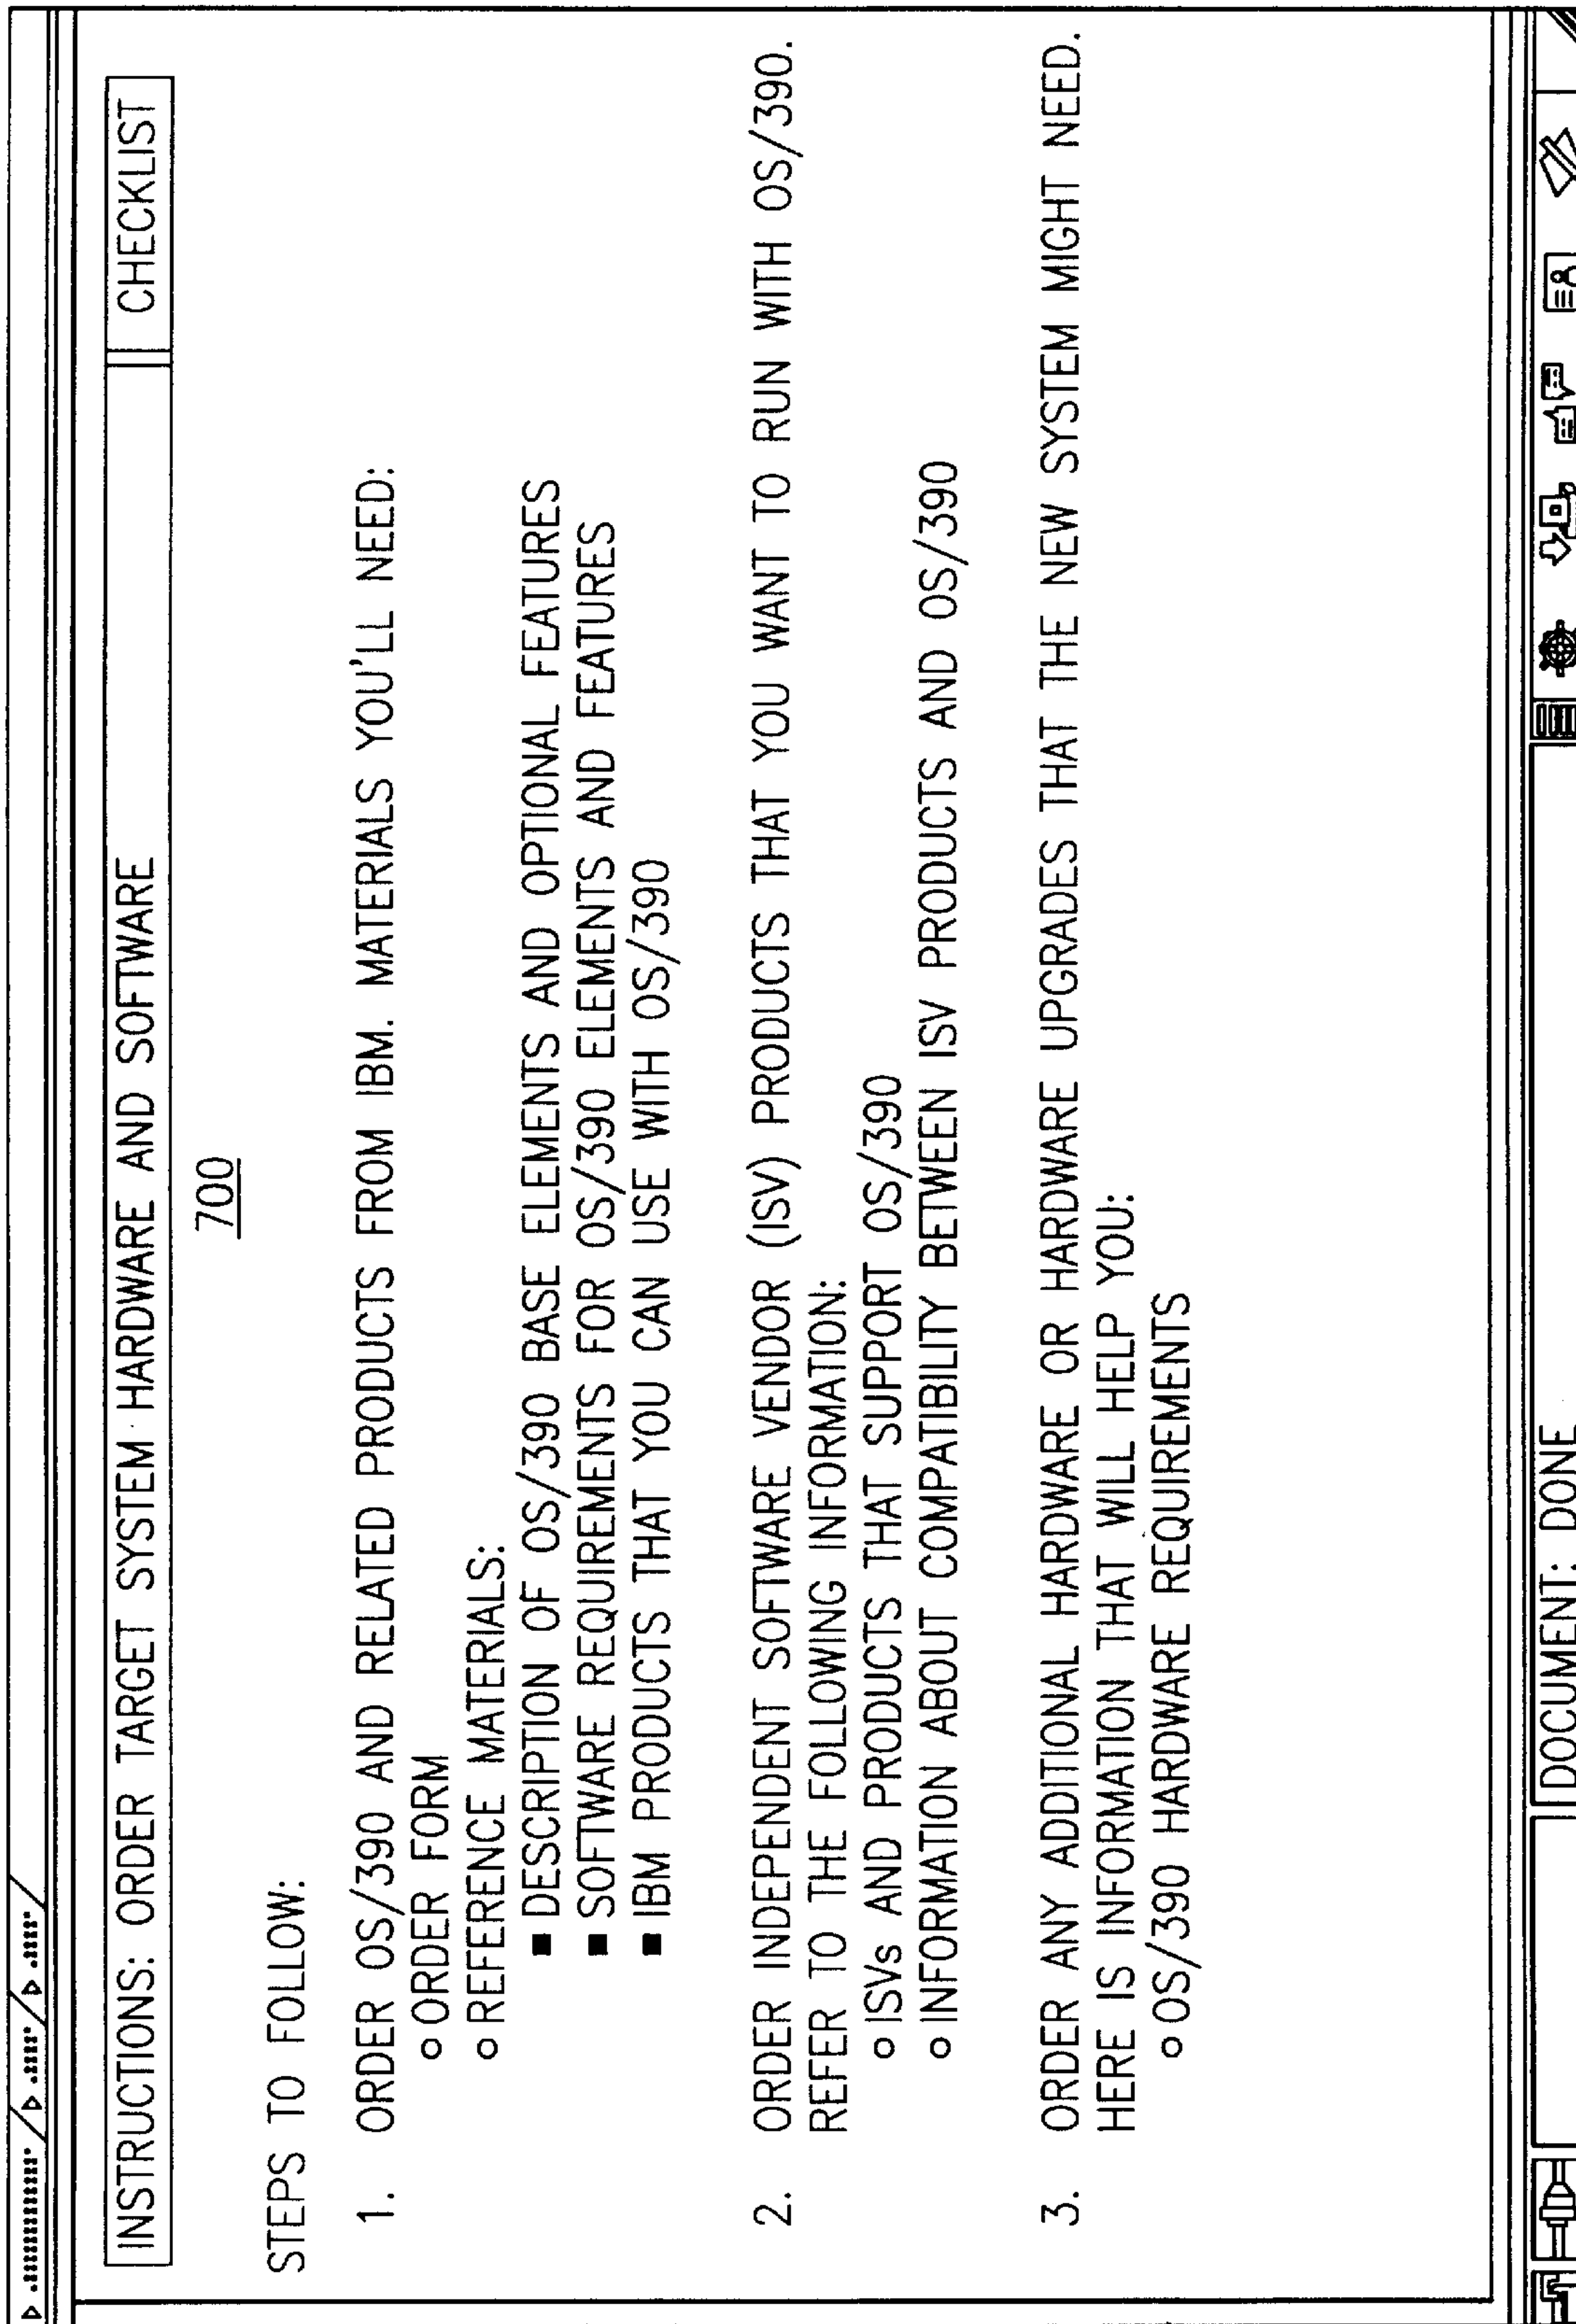 INSTRUCTIONS: ORDER TARGET SYSTEM HARDWARE AND SOFTWARE
CHECKLIST
700
STEPS TO FOLLOW:
1. ORDER OS/390 AND RELATED PRODUCTS FROM IBM. MATERIALS YOU'LL NEED:
o ORDER FORM
o REFERENCE MATERIALS:
■ DESCRIPTION OF OS/390 BASE ELEMENTS AND OPTIONAL FEATURES
■ SOFTWARE REQUIREMENTS FOR OS/390 ELEMENTS AND FEATURES
■ IBM PRODUCTS THAT YOU CAN USE WITH OS/390
2. ORDER INDEPENDENT SOFTWARE VENDOR (ISV) PRODUCTS THAT YOU WANT TO RUN WITH OS/390.
REFER TO THE FOLLOWING INFORMATION:
o ISVs AND PRODUCTS THAT SUPPORT OS/390
o INFORMATION ABOUT COMPATIBILITY BETWEEN ISV PRODUCTS AND OS/390
3. ORDER ANY ADDITIONAL HARDWARE OR HARDWARE UPGRADES THAT THE NEW SYSTEM MIGHT NEED.
HERE IS INFORMATION THAT WILL HELP YOU:
o OS/390 HARDWARE REQUIREMENTS
DOCUMENT: DONE